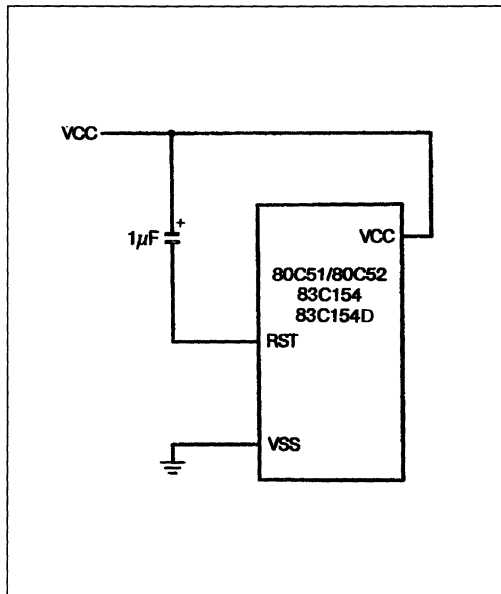 VCC
+
1µF
VCC
80C51/80C52
83C154
83C154D
RST
VSS